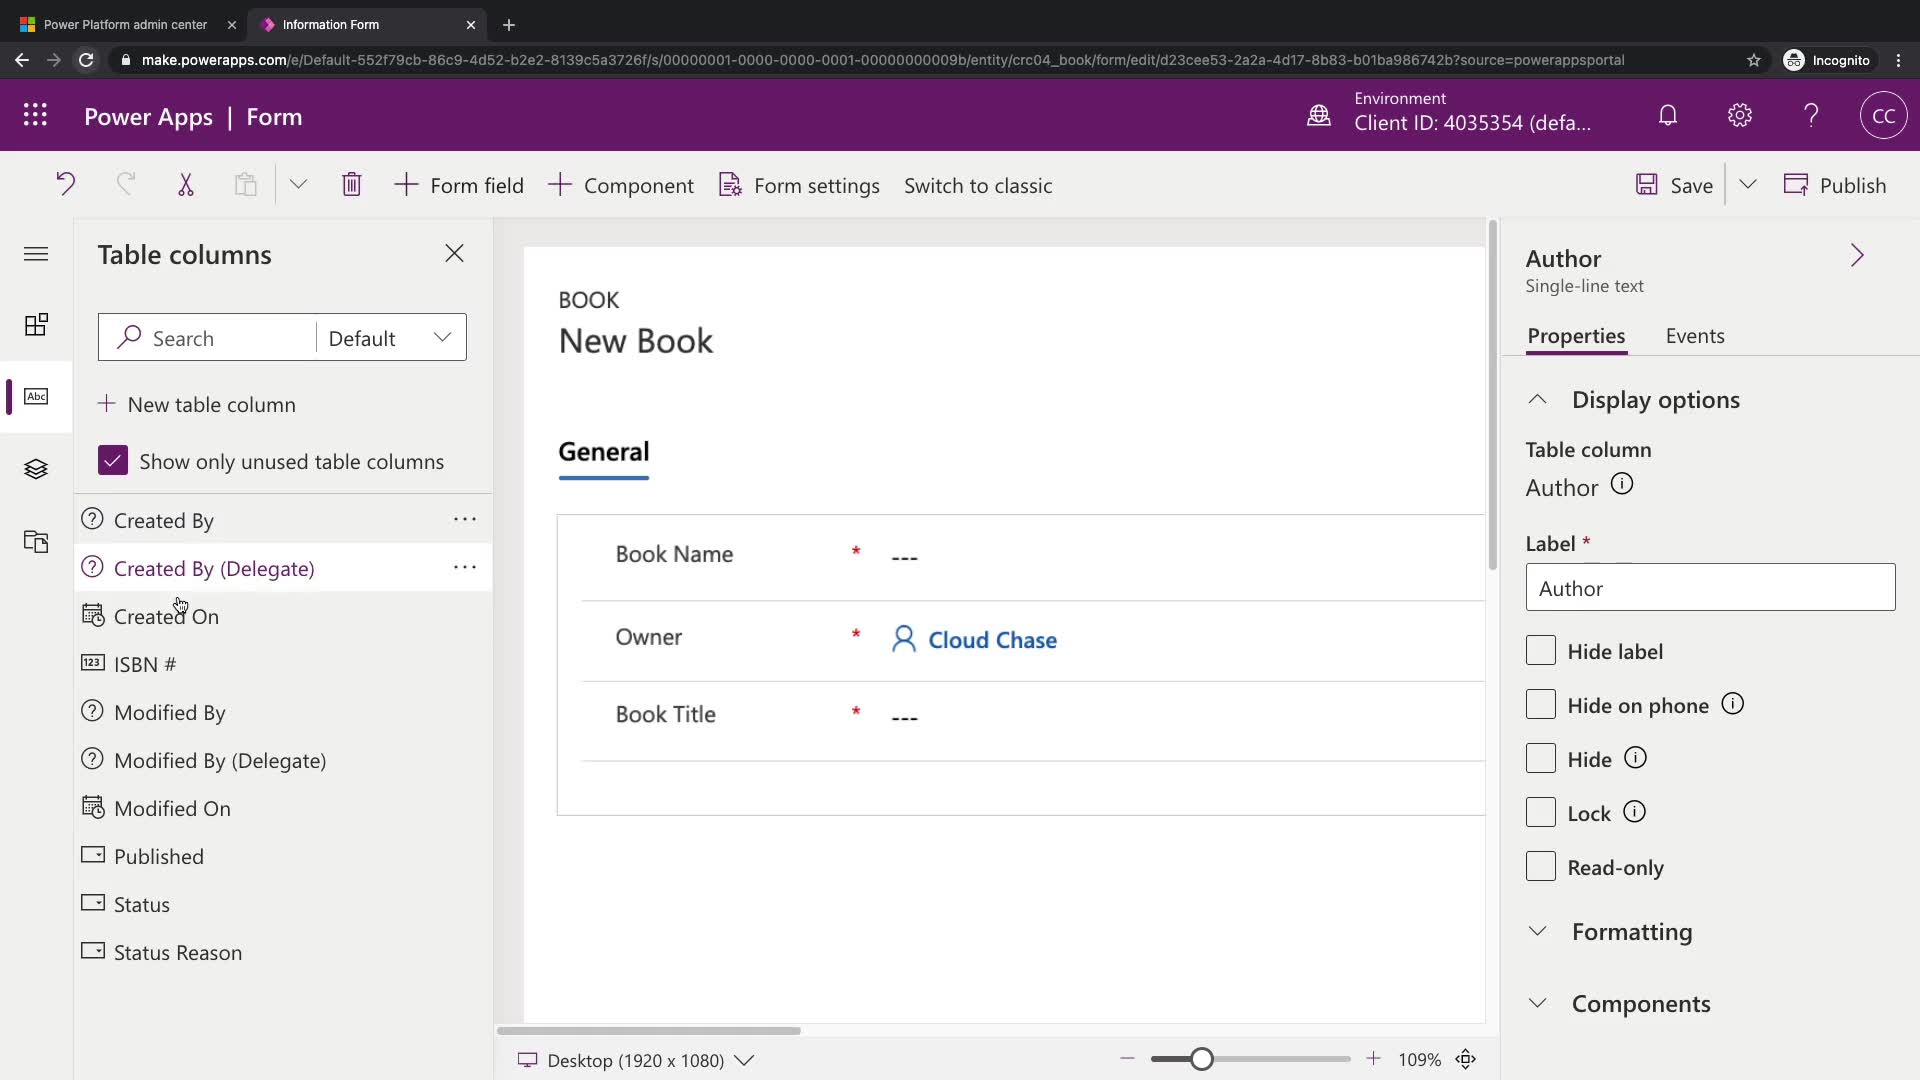 Power Platform admin center
Information Form
make.powerapps.com/e/Default-552f79cb-86c9-4d52-b2e2-8139c5a3726f/s/00000001-0000-0000-0001-00000000009b/entity/crc04_book/form/edit/d23cee53-2a2a-4d17-8b83-b01ba986742b?source=powerappsportal
Incognito
Power Apps | Form
Environment
Client ID: 4035354 (defa...
CC
Form field
Component
Form settings
Switch to classic
Save
Publish
Table columns
Search
Default
New table column
Show only unused table columns
Created By
Created By (Delegate)
Created On
123 ISBN #
Modified By
Modified By (Delegate)
Modified On
Published
Status
Status Reason
Abc
BOOK
New Book
General
Book Name * ---
Owner * Cloud Chase
Book Title * ---
Desktop (1920 x 1080)
109%
Author
Single-line text
Properties
Events
Display options
Table column
Author
Label *
Author
Hide label
Hide on phone
Hide
Lock
Read-only
Formatting
Components